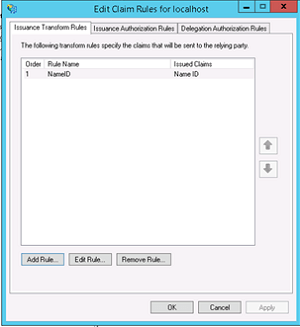 Edit Claim Rules for localhost
Issuance Transform Rules Issuance Authorization Rules Delegation Authorization Rules
The following transform rules specify the claims that will be sent to the relying party.
Order Rule Name Issued Claims
1 NameID Name ID
Add Rule... Edit Rule... Remove Rule...
OK Cancel Apply